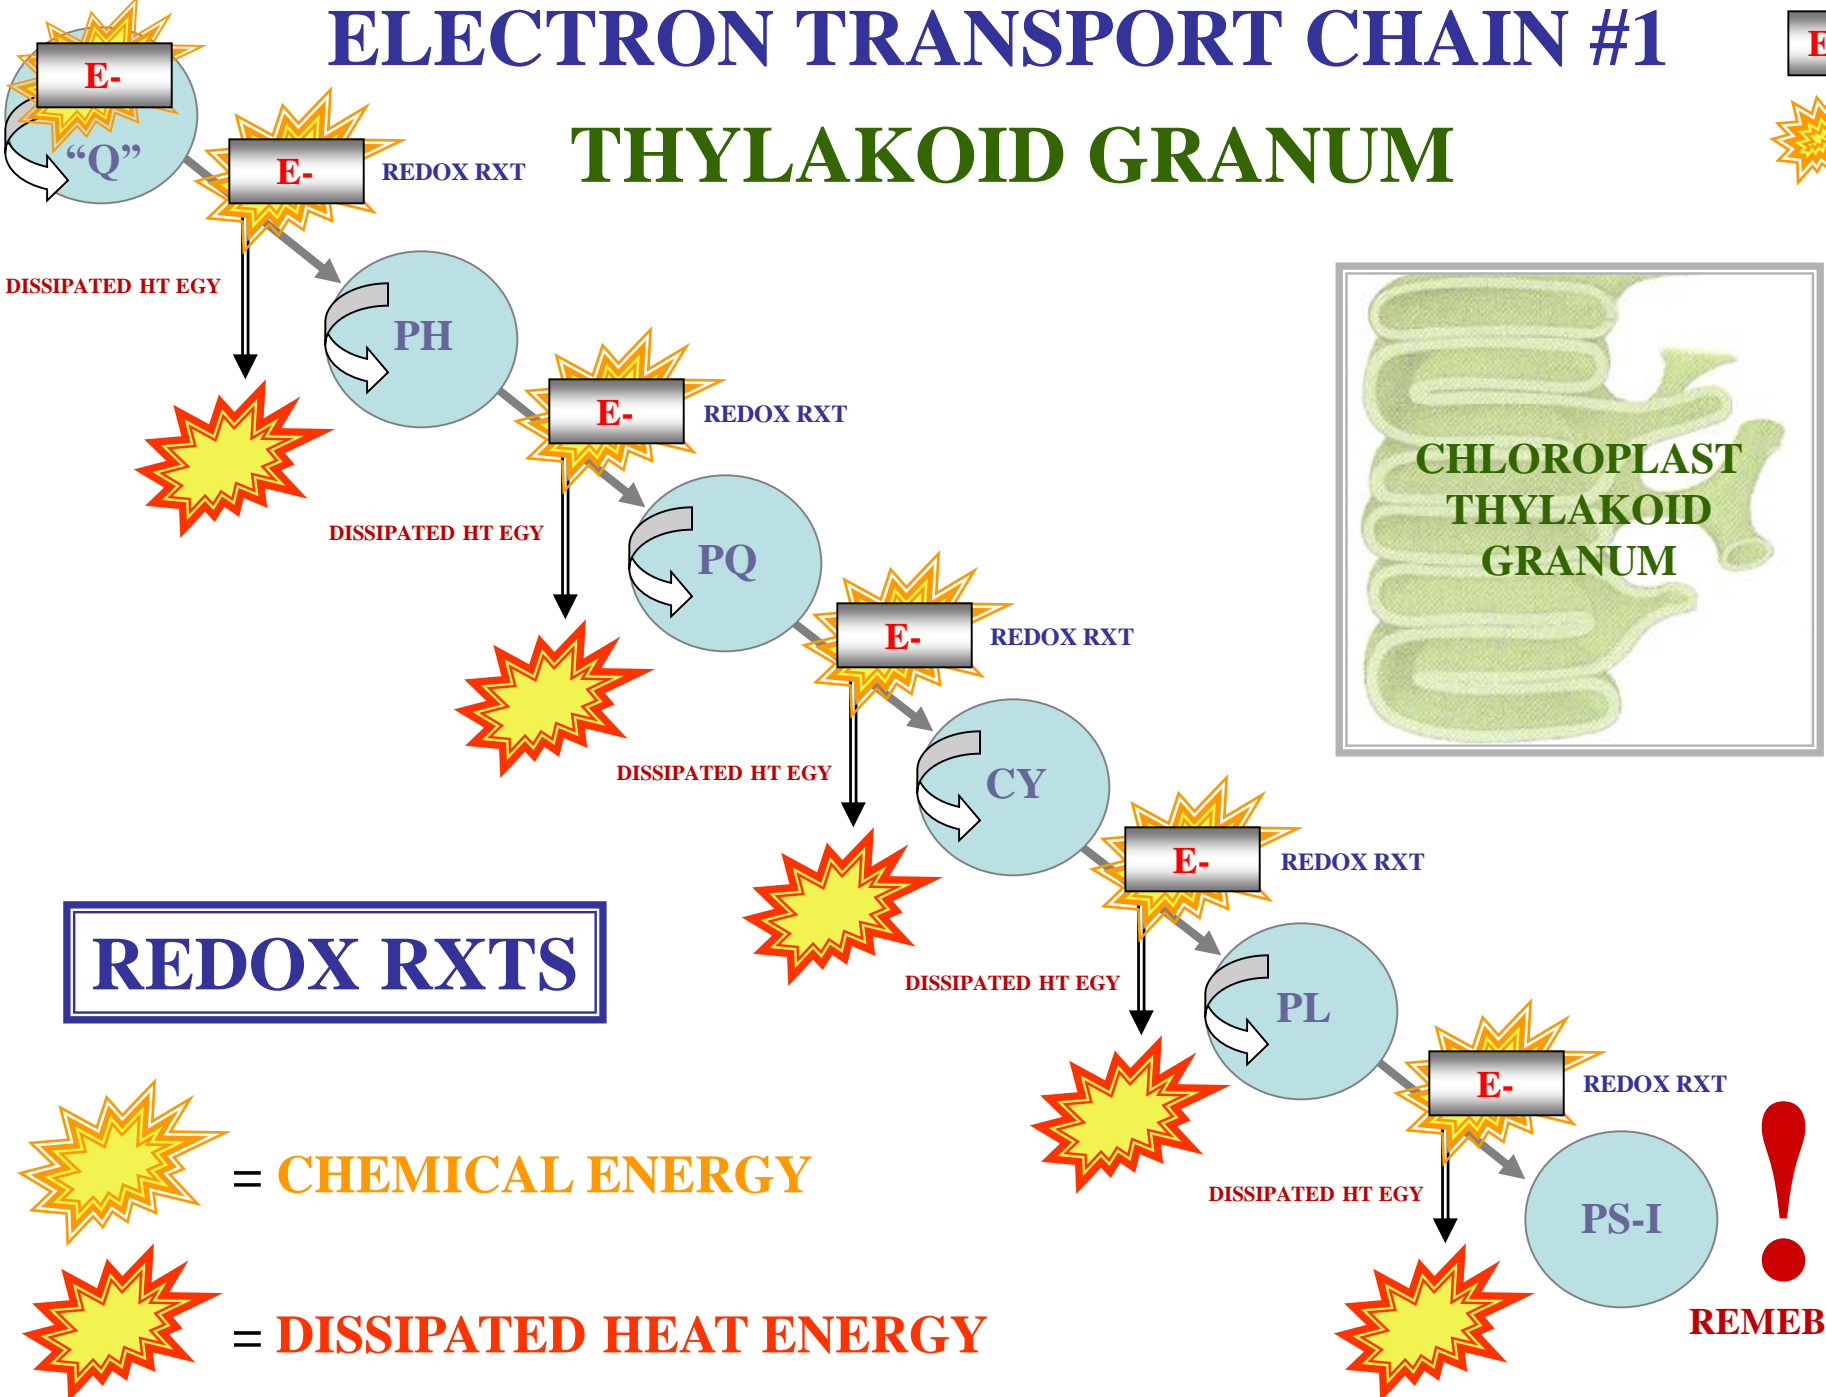 ELECTRON TRANSPORT CHAIN #1
THYLAKOID GRANUM
E-
"Q"
E-
REDOX RXT
E
DISSIPATED HT EGY
PH
E-
REDOX RXT
DISSIPATED HT EGY
PQ
E-
REDOX RXT
DISSIPATED HT EGY
CY
E-
REDOX RXT
DISSIPATED HT EGY
PL
E-
REDOX RXT
DISSIPATED HT EGY
PS-I
!
REMEB
CHLOROPLAST
THYLAKOID
GRANUM
REDOX RXTS
= CHEMICAL ENERGY
= DISSIPATED HEAT ENERGY